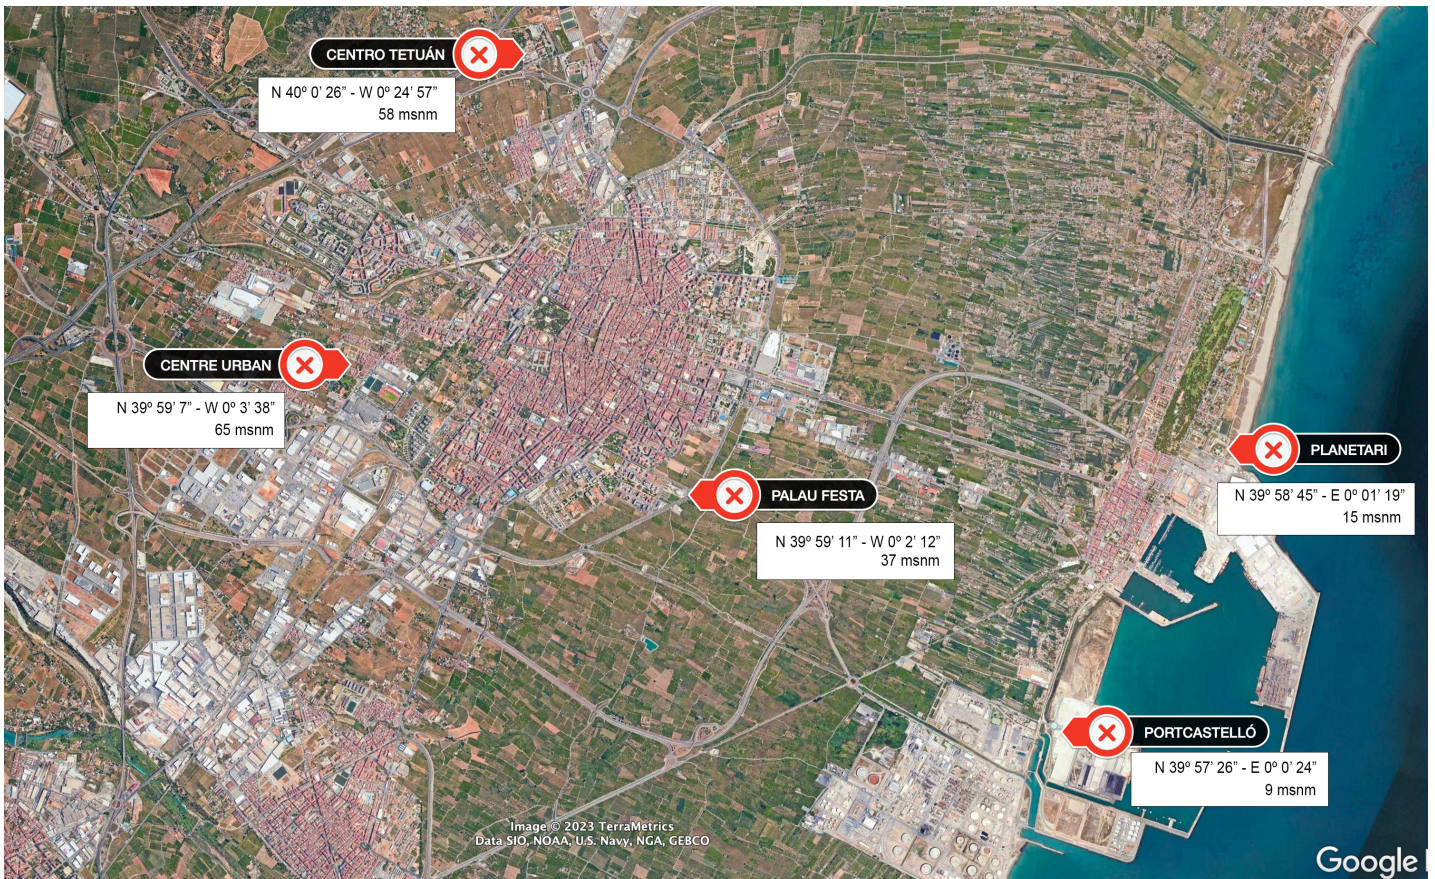 CENTRO TETUÁN
N 40º 0' 26” - W 0º 24' 57”
58 msnm
CENTRE URBAN
N 39º 59' 7” - W 0º 3' 38”
65 msnm
PLANETARI
N 39º 58' 45” - E 0º 01' 19”
15 msnm
PALAU FESTA
N 39º 59' 11” - W 0º 2' 12”
37 msnm
PORTCASTELLÓ
N 39º 57' 26” - E 0º 0' 24”
9 msnm
Image © 2023 TerraMetrics
Data SIO, NOAA, U.S. Navy, NGA, GEBCO
Google